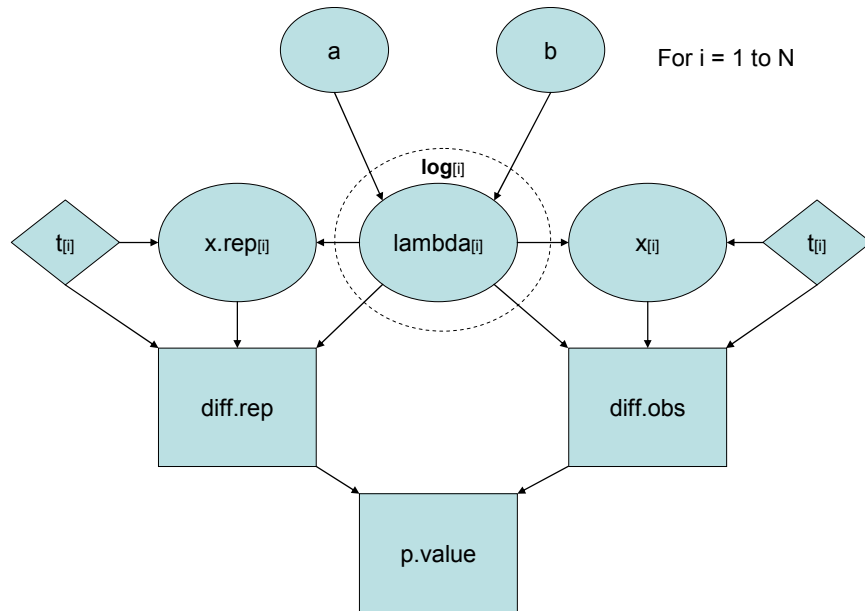 a
b
For i = 1 to N
log[i]
t[i]
x.rep[i]
lambda[i]
x[i]
t[i]
diff.rep
diff.obs
p.value